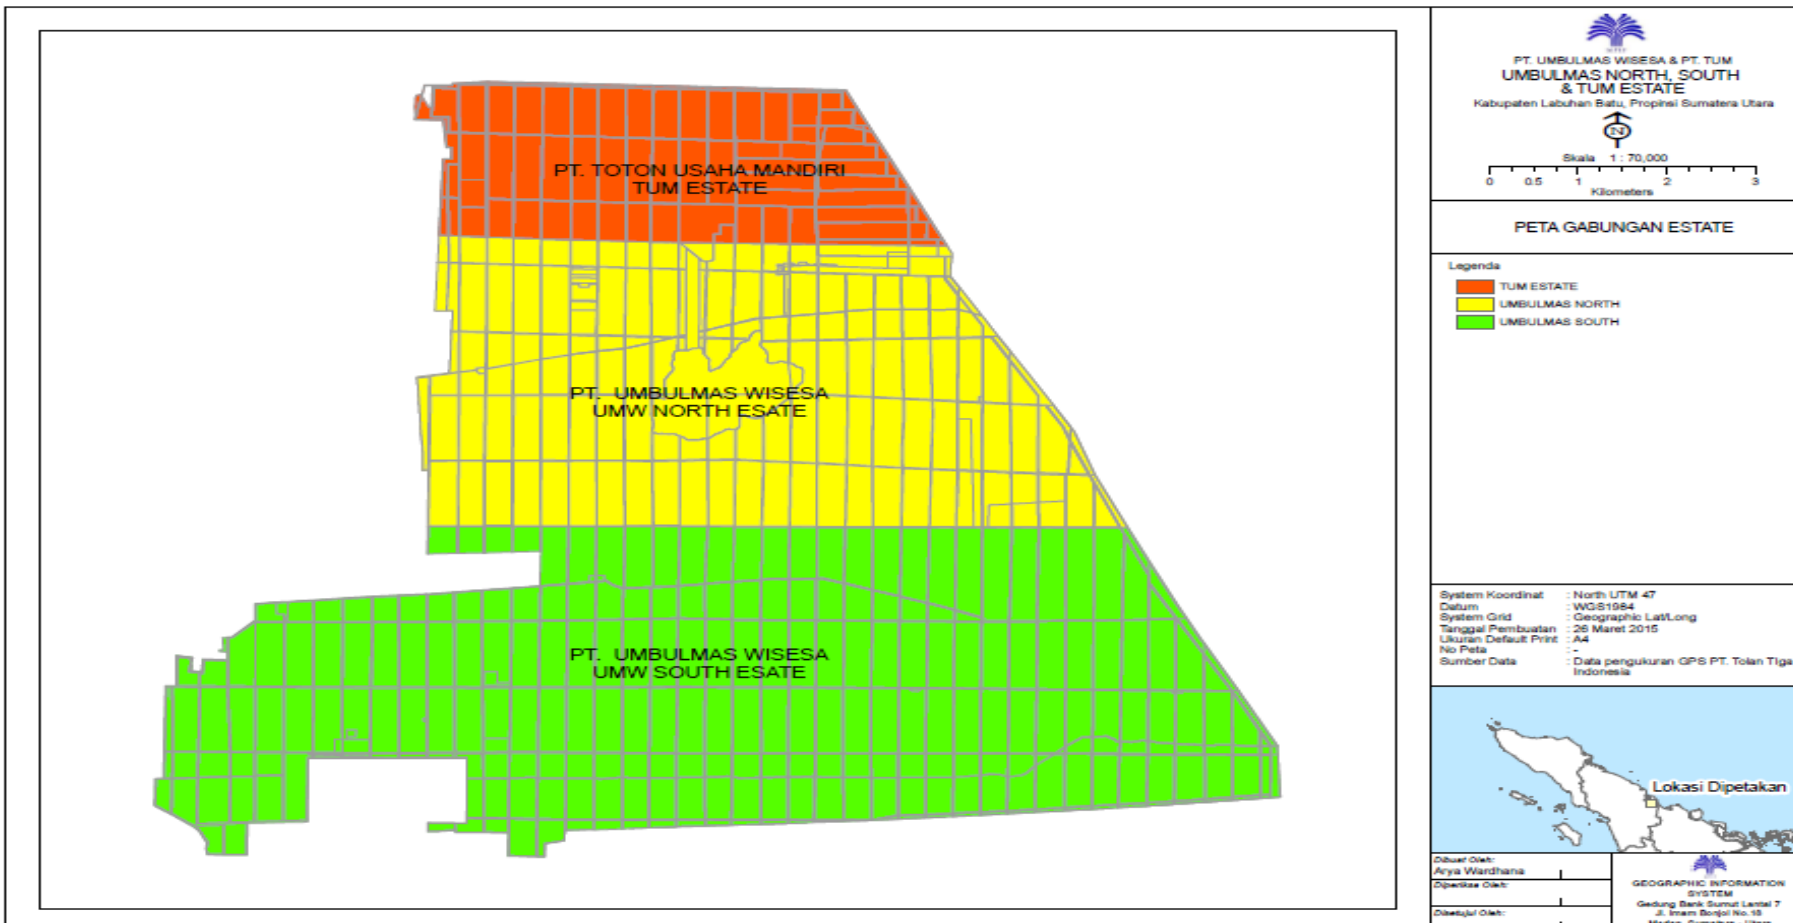 PT. TOTON USAHA MANDIRI
TUM ESTATE
PT. UMBULMAS WISESA
UMW NORTH ESATE
PT. UMBULMAS WISESA
UMW SOUTH ESATE
PT. UMBULMAS WISESA & PT. TUM
UMBULMAS NORTH, SOUTH
& TUM ESTATE
Kabupaten Labuhan Batu, Propinsi Sumatera Utara
N
Skala 1 : 70,000
0 0.5 1 2 3
Kilometers
PETA GABUNGAN ESTATE
Legenda
TUM ESTATE
UMBULMAS NORTH
UMBULMAS SOUTH
System Koordinat : North UTM 47
Datum : WGS1984
System Grid : Geographic Lat/Long
Tanggal Pembuatan : 26 Maret 2015
Ukuran Default Print : A4
No Peta : -
Sumber Data : Data pengukuran GPS PT. Tolan Tiga
Indonesia
Lokasi Dipetakan
Dibuat Oleh:
Arya Wardhana
Diperiksa Oleh:
Disetujui Oleh:
GEOGRAPHIC INFORMATION
SYSTEM
Gedung Bank Sumut Lantai 7
Jl. Imam Bonjol No.18